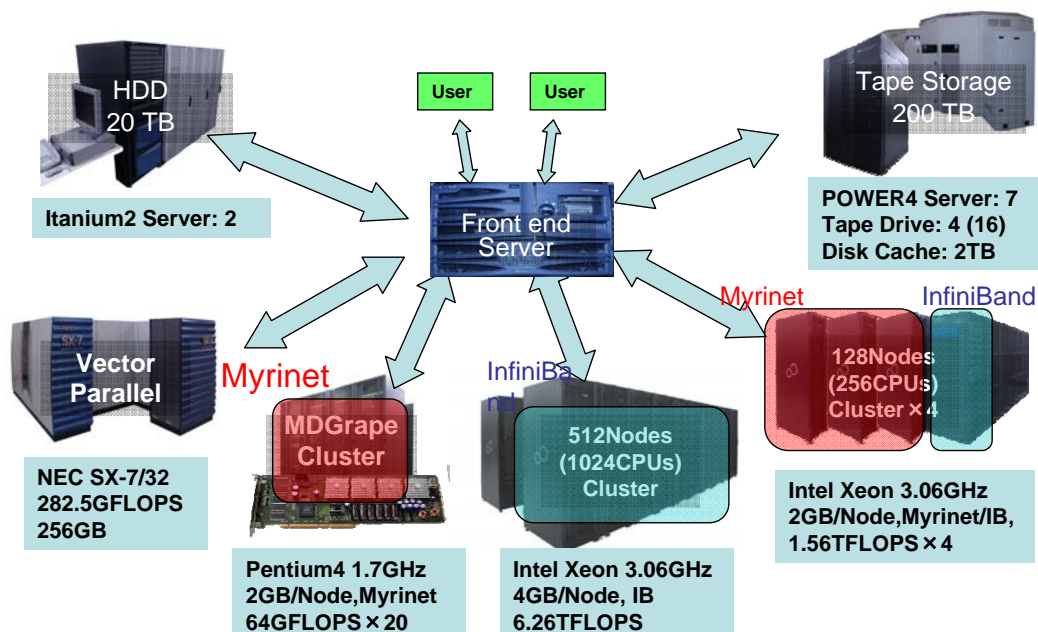 HDD
20 TB
Itanium2 Server: 2
User
User
Front end
Server
Tape Storage
200 TB
POWER4 Server: 7
Tape Drive: 4 (16)
Disk Cache: 2TB
SX-7
Vector
Parallel
NEC SX-7/32
282.5GFLOPS
256GB
Myrinet
MDGrape
Cluster
Pentium4 1.7GHz
2GB/Node,Myrinet
64GFLOPS×20
InfiniBa
nd
512Nodes
(1024CPUs)
Cluster
Intel Xeon 3.06GHz
4GB/Node, IB
6.26TFLOPS
Myrinet
InfiniBand
128Nodes
(256CPUs)
Cluster×4
Intel Xeon 3.06GHz
2GB/Node,Myrinet/IB,
1.56TFLOPS×4